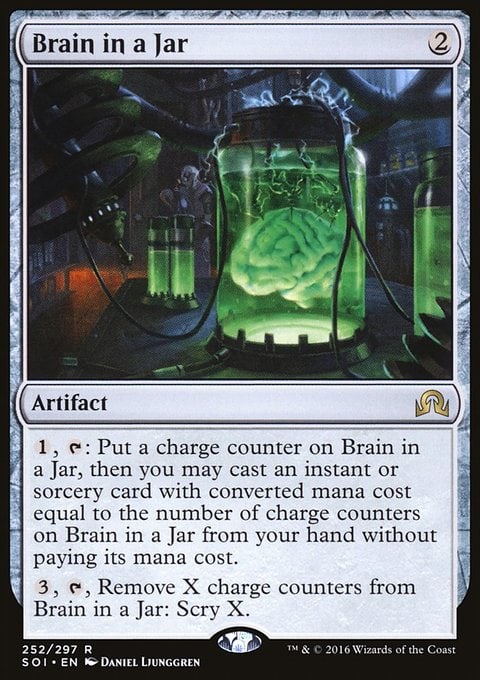 Brain in a Jar 2
Artifact
1, T: Put a charge counter on Brain in
a Jar, then you may cast an instant or
sorcery card with converted mana cost
equal to the number of charge counters
on Brain in a Jar from your hand without
paying its mana cost.
3, T, Remove X charge counters from
Brain in a Jar: Scry X.
252/297 R
SOI • EN Daniel Ljunggren
™ & © 2016 Wizards of the Coast